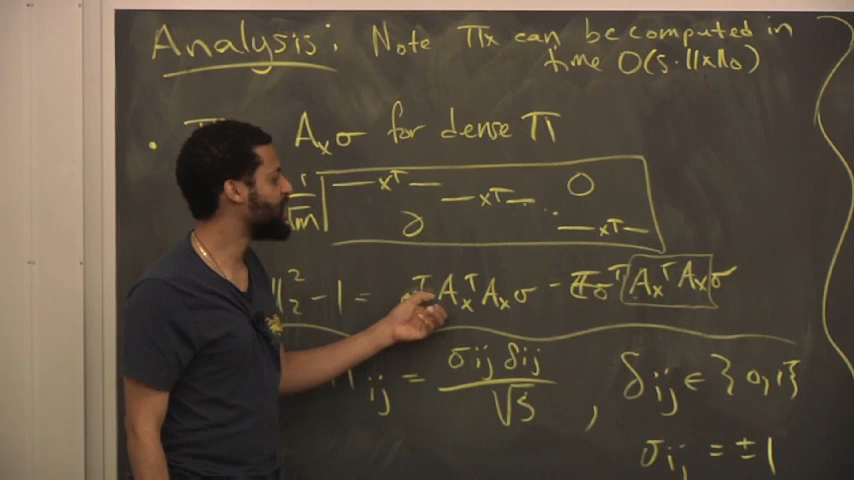 Analysis: Note Πx can be computed in
time O(s·||x||₀)
• A_x σ for dense Π
1/√m [ —x^T— —x^T— ... —x^T— 0 0 ]
||₂² - 1 = σ^T A_x^T A_x σ - E σ^T A_x^T A_x σ
ij = σij δij / √s , δij ∈ {0,1}
σij = ±1